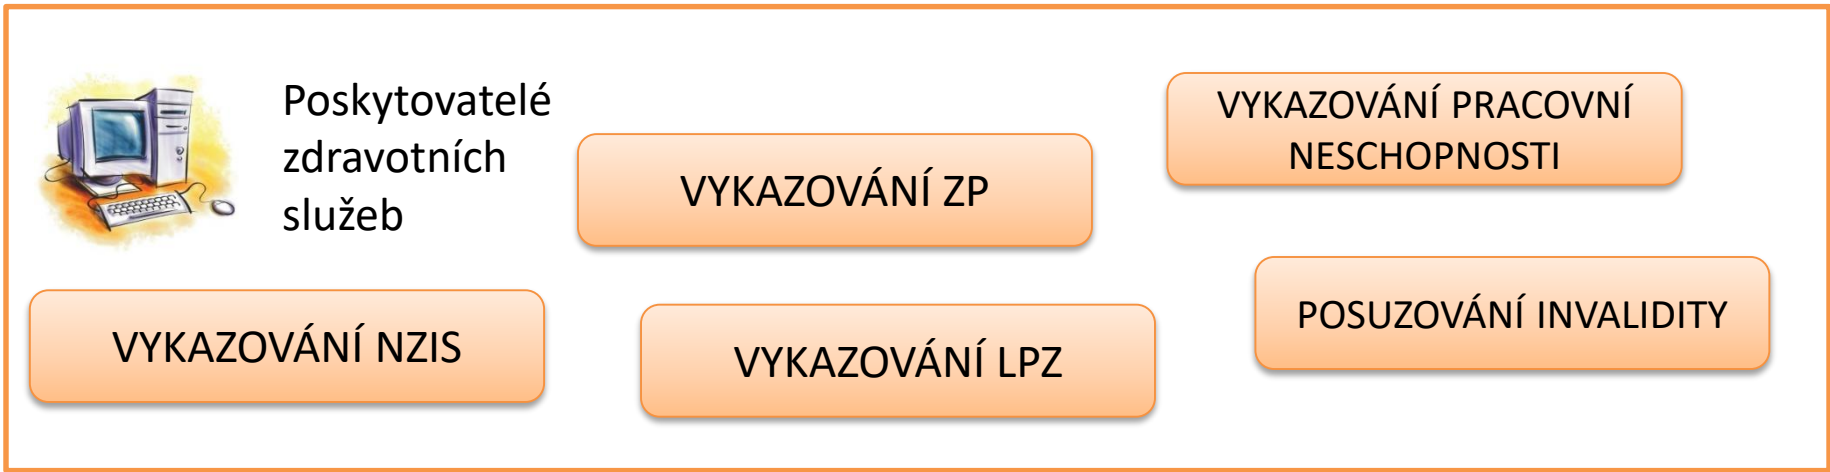 Poskytovatelé
zdravotních
služeb
VYKAZOVÁNÍ ZP
VYKAZOVÁNÍ PRACOVNÍ
NESCHOPNOSTI
VYKAZOVÁNÍ NZIS
VYKAZOVÁNÍ LPZ
POSUZOVÁNÍ INVALIDITY